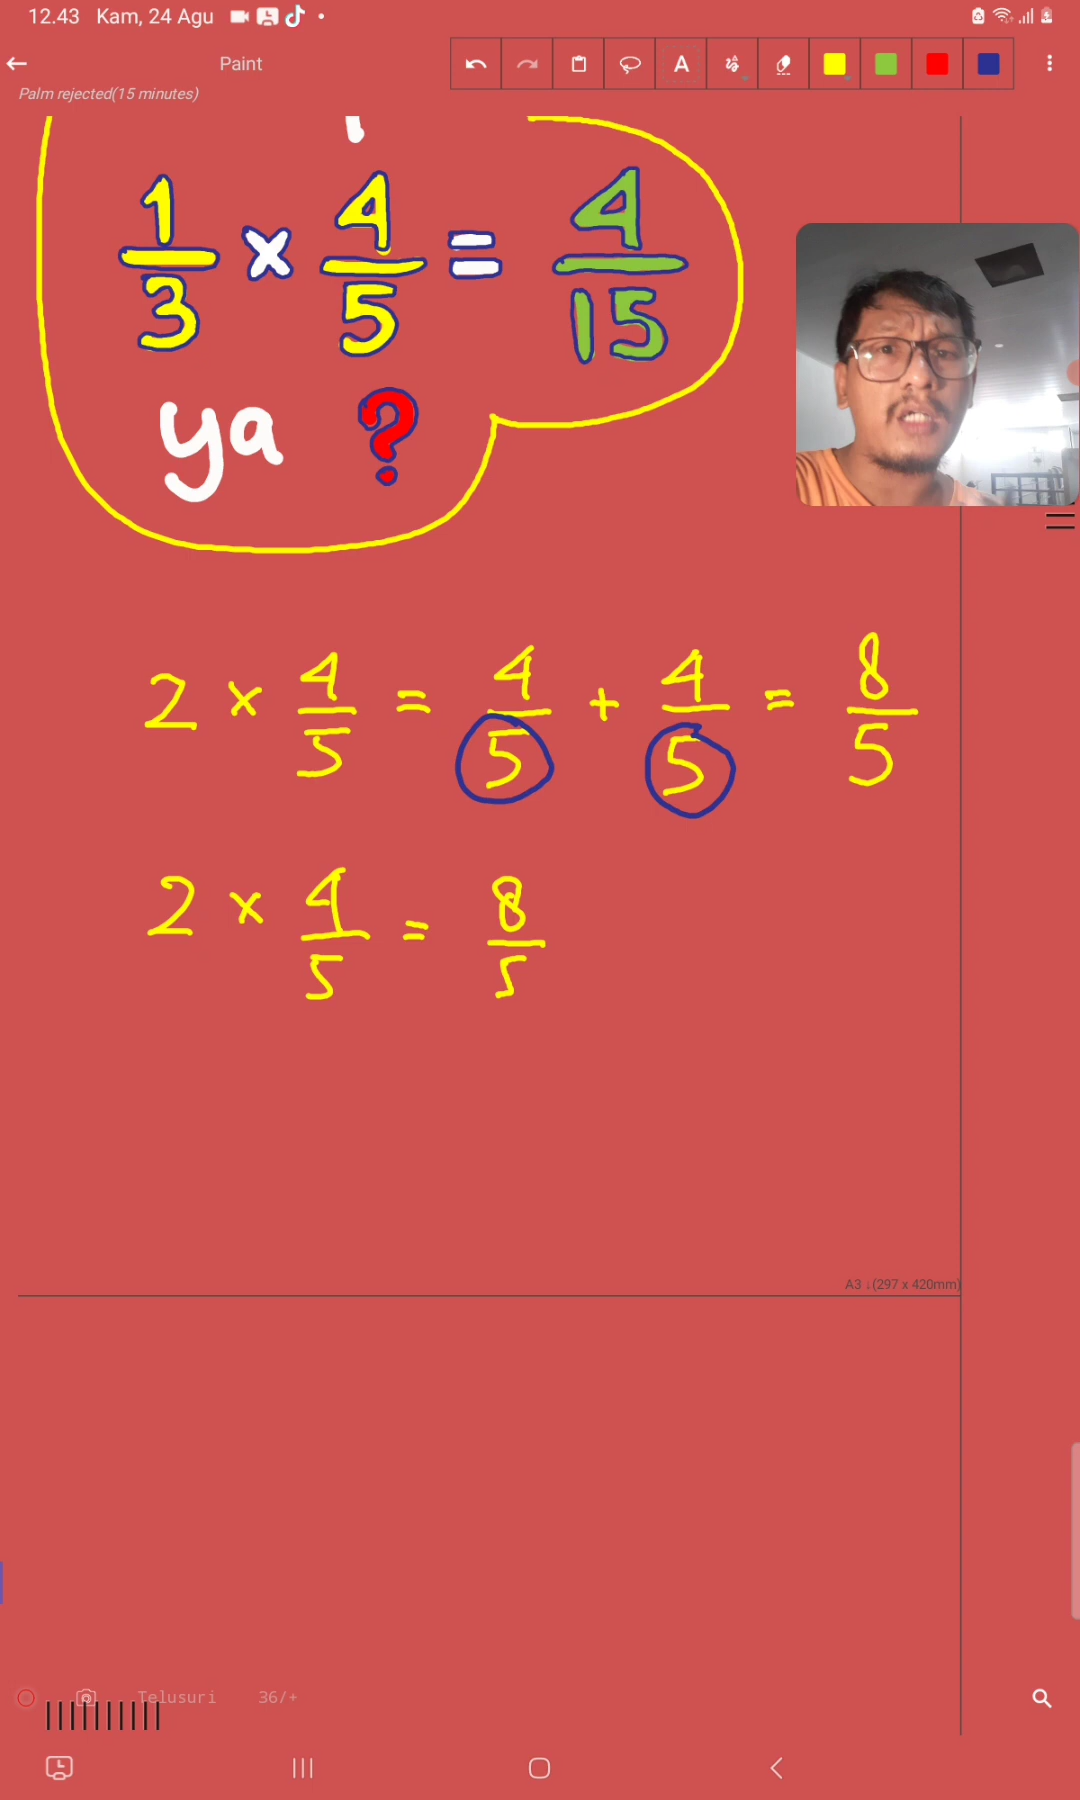 12.43 Kam, 24 Agu
Paint
A
Palm rejected(15 minutes)
1/3 × 4/5 = 4/15
ya ?
2 × 4/5 = 4/5 + 4/5 = 8/5
2 × 4/5 = 8/5
A3 ↓(297 x 420mm)
Telusuri 36/+